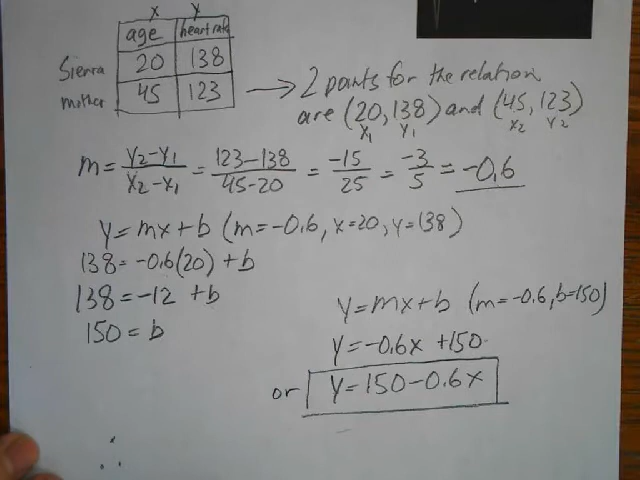 x y
age heart rate
Sierra 20 138
mother 45 123
→ 2 points for the relation
are (20,138) and (45,123)
x₁ y₁ x₂ y₂
m = y₂-y₁/x₂-x₁ = 123-138/45-20 = -15/25 = -3/5 = -0.6
y=mx+b (m=-0.6, x=20, y=138)
138=-0.6(20)+b
138=-12 +b
150=b
y=mx+b (m=-0.6, b=150)
y=-0.6x +150
or y=150-0.6x
∴